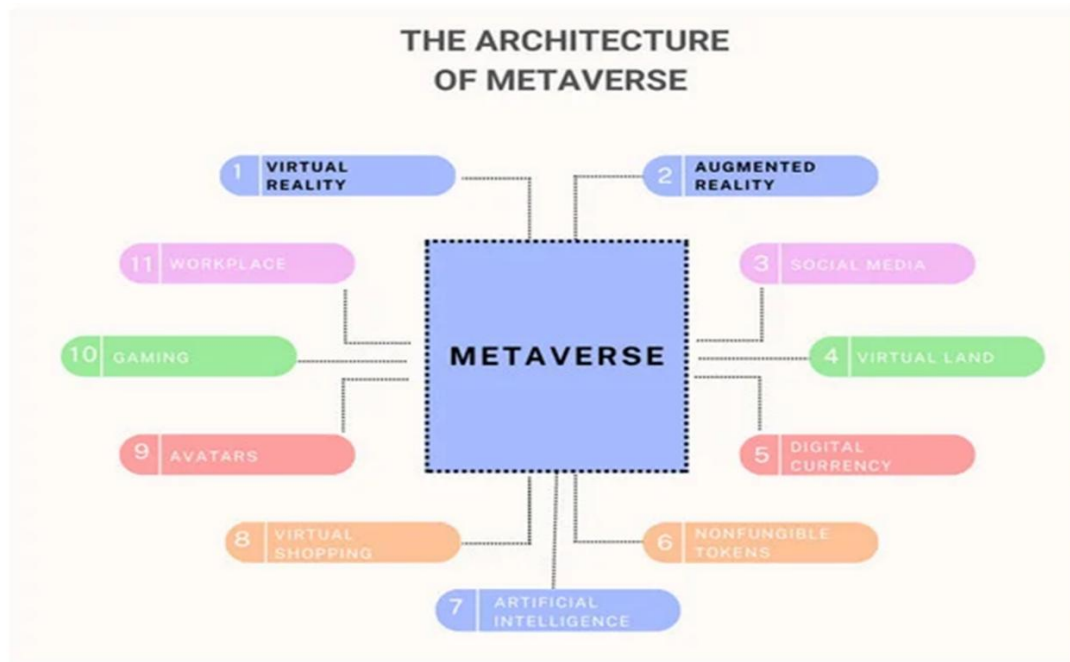 THE ARCHITECTURE
OF METAVERSE
1 VIRTUAL
REALITY
2 AUGMENTED
REALITY
11 WORKPLACE
3 SOCIAL MEDIA
METAVERSE
10 GAMING
4 VIRTUAL LAND
9 AVATARS
5 DIGITAL
CURRENCY
8 VIRTUAL
SHOPPING
6 NONFUNGIBLE
TOKENS
7 ARTIFICIAL
INTELLIGENCE